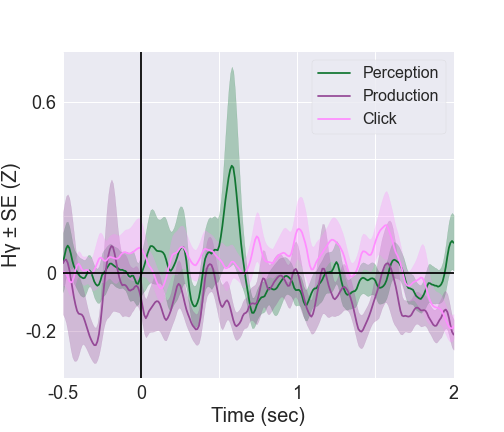 Perception
Production
Click
Hγ ± SE (Z)
0.6
0
-0.2
-0.5 0 1 2
Time (sec)